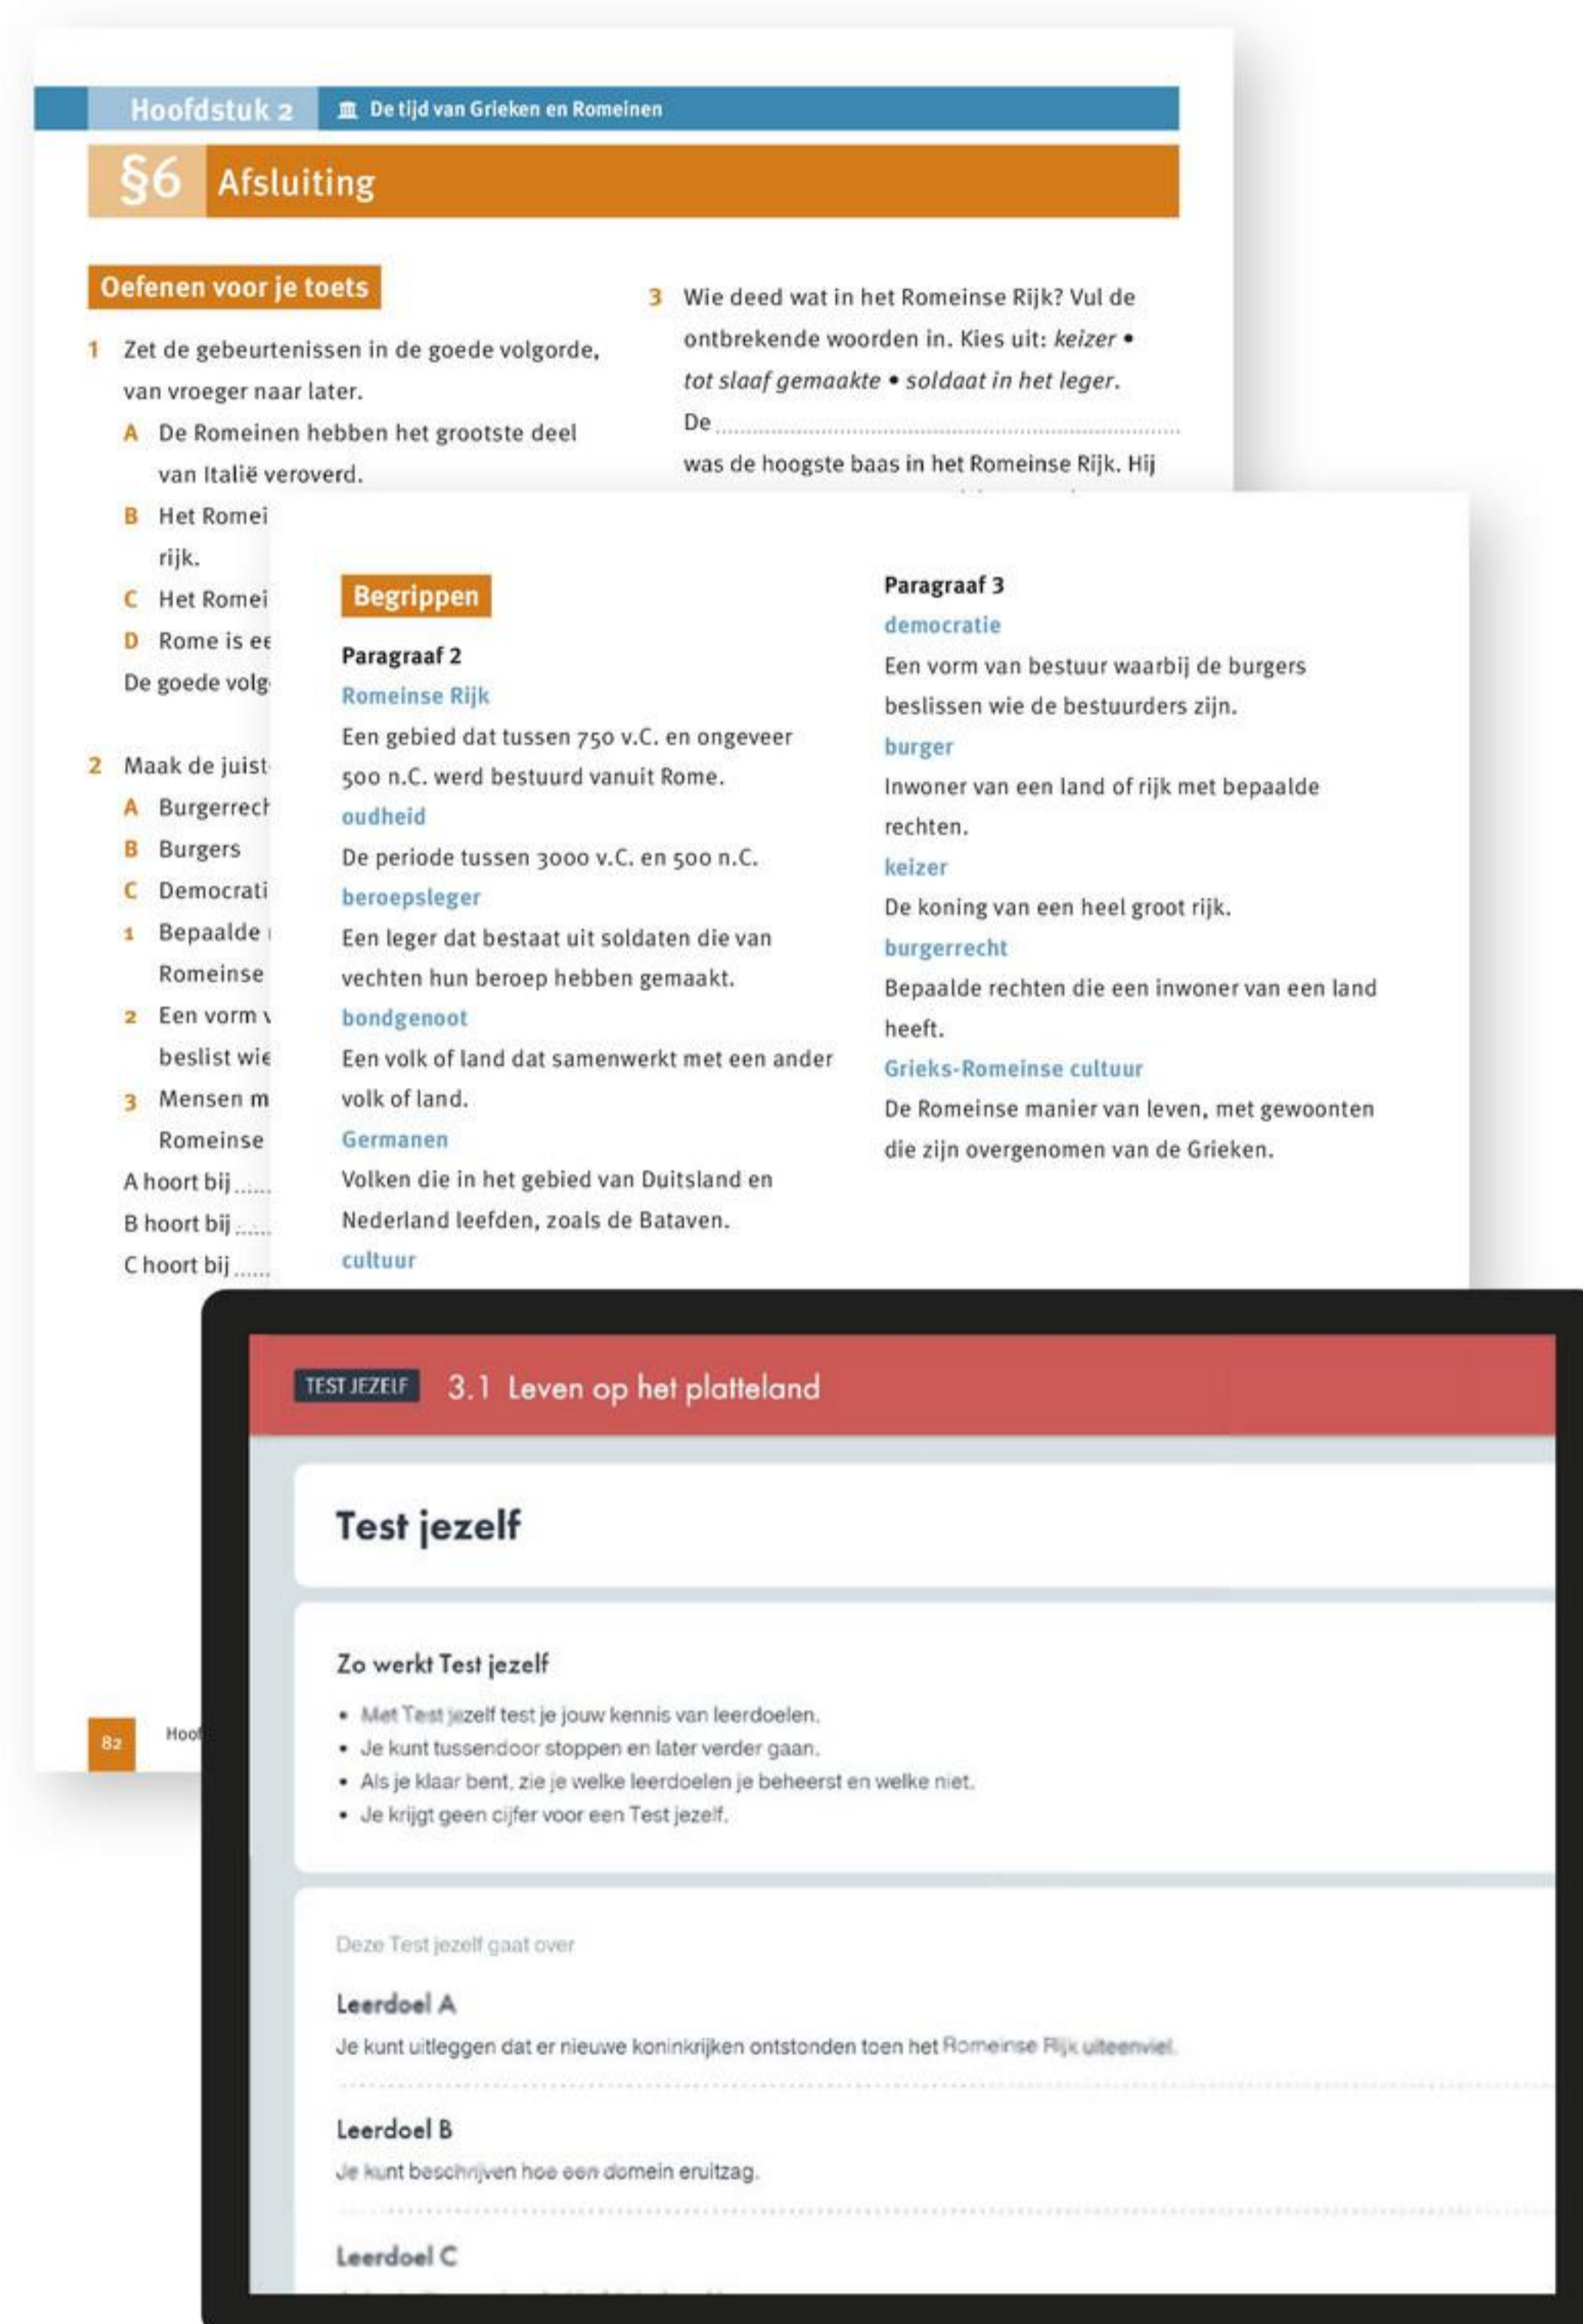 Hoofdstuk 2
De tijd van Grieken en Romeinen
§6 Afsluiting
Oefenen voor je toets
1 Zet de gebeurtenissen in de goede volgorde,
van vroeger naar later.
A De Romeinen hebben het grootste deel
van Italië veroverd.
B Het Romei
rijk.
C Het Romei
D Rome is ee
De goede volg
2 Maak de juist
A Burgerrech
B Burgers
C Democrati
1 Bepaalde
Romeinse
2 Een vorm v
beslist wie
3 Mensen m
Romeinse
A hoort bij
B hoort bij
C hoort bij
3 Wie deed wat in het Romeinse Rijk? Vul de
ontbrekende woorden in. Kies uit: keizer •
tot slaaf gemaakte • soldaat in het leger.
De
was de hoogste baas in het Romeinse Rijk. Hij
82
Hoof
Begrippen
Paragraaf 2
Romeinse Rijk
Een gebied dat tussen 750 v.C. en ongeveer
500 n.C. werd bestuurd vanuit Rome.
oudheid
De periode tussen 3000 v.C. en 500 n.C.
beroepsleger
Een leger dat bestaat uit soldaten die van
vechten hun beroep hebben gemaakt.
bondgenoot
Een volk of land dat samenwerkt met een ander
volk of land.
Germanen
Volken die in het gebied van Duitsland en
Nederland leefden, zoals de Bataven.
cultuur
Paragraaf 3
democratie
Een vorm van bestuur waarbij de burgers
beslissen wie de bestuurders zijn.
burger
Inwoner van een land of rijk met bepaalde
rechten.
keizer
De koning van een heel groot rijk.
burgerrecht
Bepaalde rechten die een inwoner van een land
heeft.
Grieks-Romeinse cultuur
De Romeinse manier van leven, met gewoonten
die zijn overgenomen van de Grieken.
TEST JEZELF 3.1 Leven op het platteland
Test jezelf
Zo werkt Test jezelf
• Met Test jezelf test je jouw kennis van leerdoelen.
• Je kunt tussendoor stoppen en later verder gaan.
• Als je klaar bent, zie je welke leerdoelen je beheerst en welke niet.
• Je krijgt geen cijfer voor een Test jezelf.
Deze Test jezelf gaat over
Leerdoel A
Je kunt uitleggen dat er nieuwe koninkrijken ontstonden toen het Romeinse Rijk uiteenviel.
Leerdoel B
Je kunt beschrijven hoe een domein eruitzag.
Leerdoel C